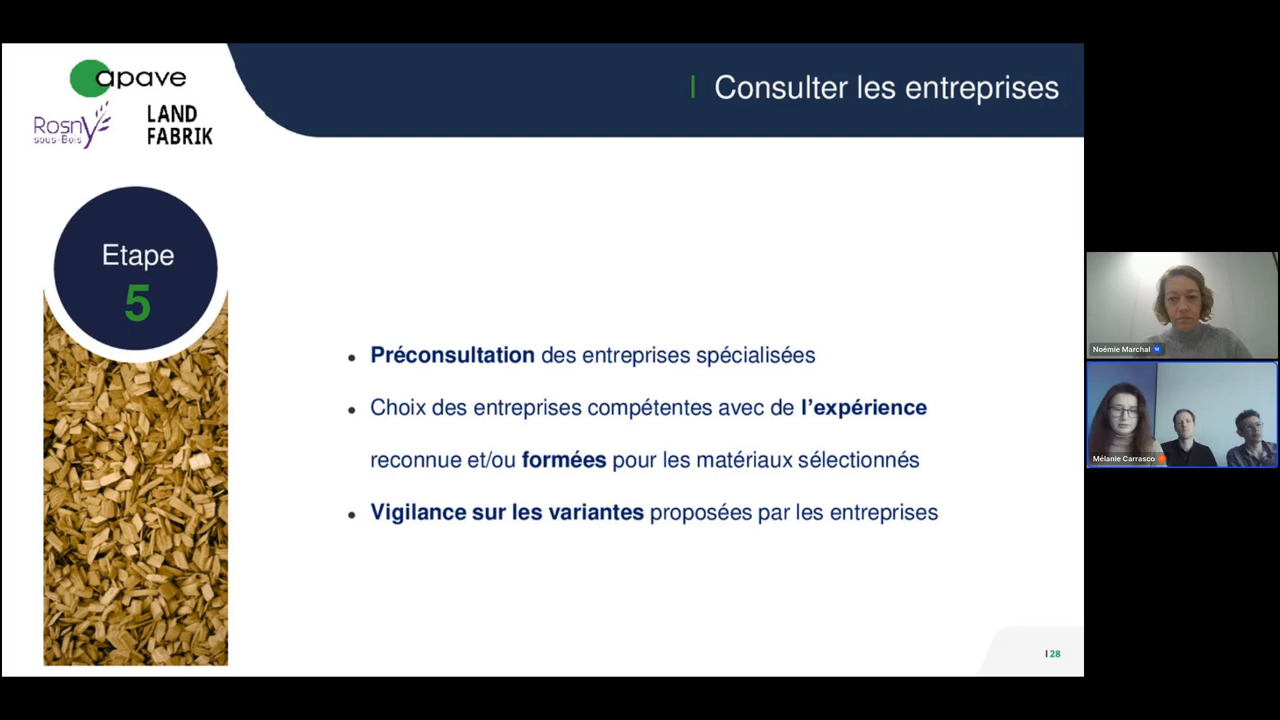 apave
Rosny
sous-Bois
LAND
FABRIK
| Consulter les entreprises
Etape
5
• Préconsultation des entreprises spécialisées
• Choix des entreprises compétentes avec de l’expérience
reconnue et/ou formées pour les matériaux sélectionnés
• Vigilance sur les variantes proposées par les entreprises
| 28
Noémie Marchal M
Mélanie Carrasco